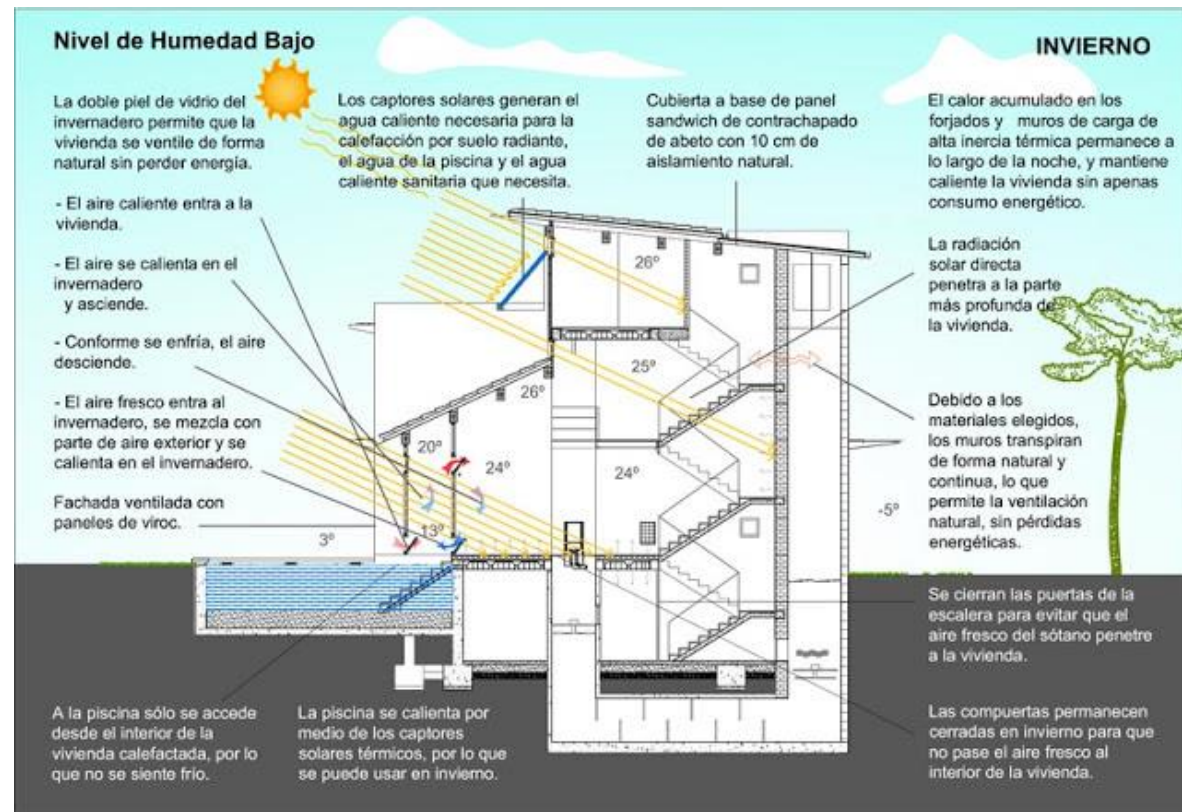 Nivel de Humedad Bajo
INVIERNO
La doble piel de vidrio del
invernadero permite que la
vivienda se ventile de forma
natural sin perder energía.
- El aire caliente entra a la
vivienda.
- El aire se calienta en el
invernadero
y asciende.
- Conforme se enfría, el aire
desciende.
- El aire fresco entra al
invernadero, se mezcla con
parte de aire exterior y se
calienta en el invernadero.
Fachada ventilada con
paneles de viroc.
Los captores solares generan el
agua caliente necesaria para la
calefacción por suelo radiante,
el agua de la piscina y el agua
caliente sanitaria que necesita.
Cubierta a base de panel
sandwich de contrachapado
de abeto con 10 cm de
aislamiento natural.
El calor acumulado en los
forjados y muros de carga de
alta inercia térmica permanece a
lo largo de la noche, y mantiene
caliente la vivienda sin apenas
consumo energético.
La radiación
solar directa
penetra a la parte
más profunda de
la vivienda.
Debido a los
materiales elegidos,
los muros transpiran
de forma natural y
continua, lo que
permite la ventilación
natural, sin pérdidas
energéticas.
26º
25º
26º
20º
24º
24º
13º
3º
-5º
Se cierran las puertas de la
escalera para evitar que el
aire fresco del sótano penetre
a la vivienda.
Las compuertas permanecen
cerradas en invierno para que
no pase el aire fresco al
interior de la vivienda.
A la piscina sólo se accede
desde el interior de la
vivienda calefactada, por lo
que no se siente frío.
La piscina se calienta por
medio de los captores
solares térmicos, por lo que
se puede usar en invierno.